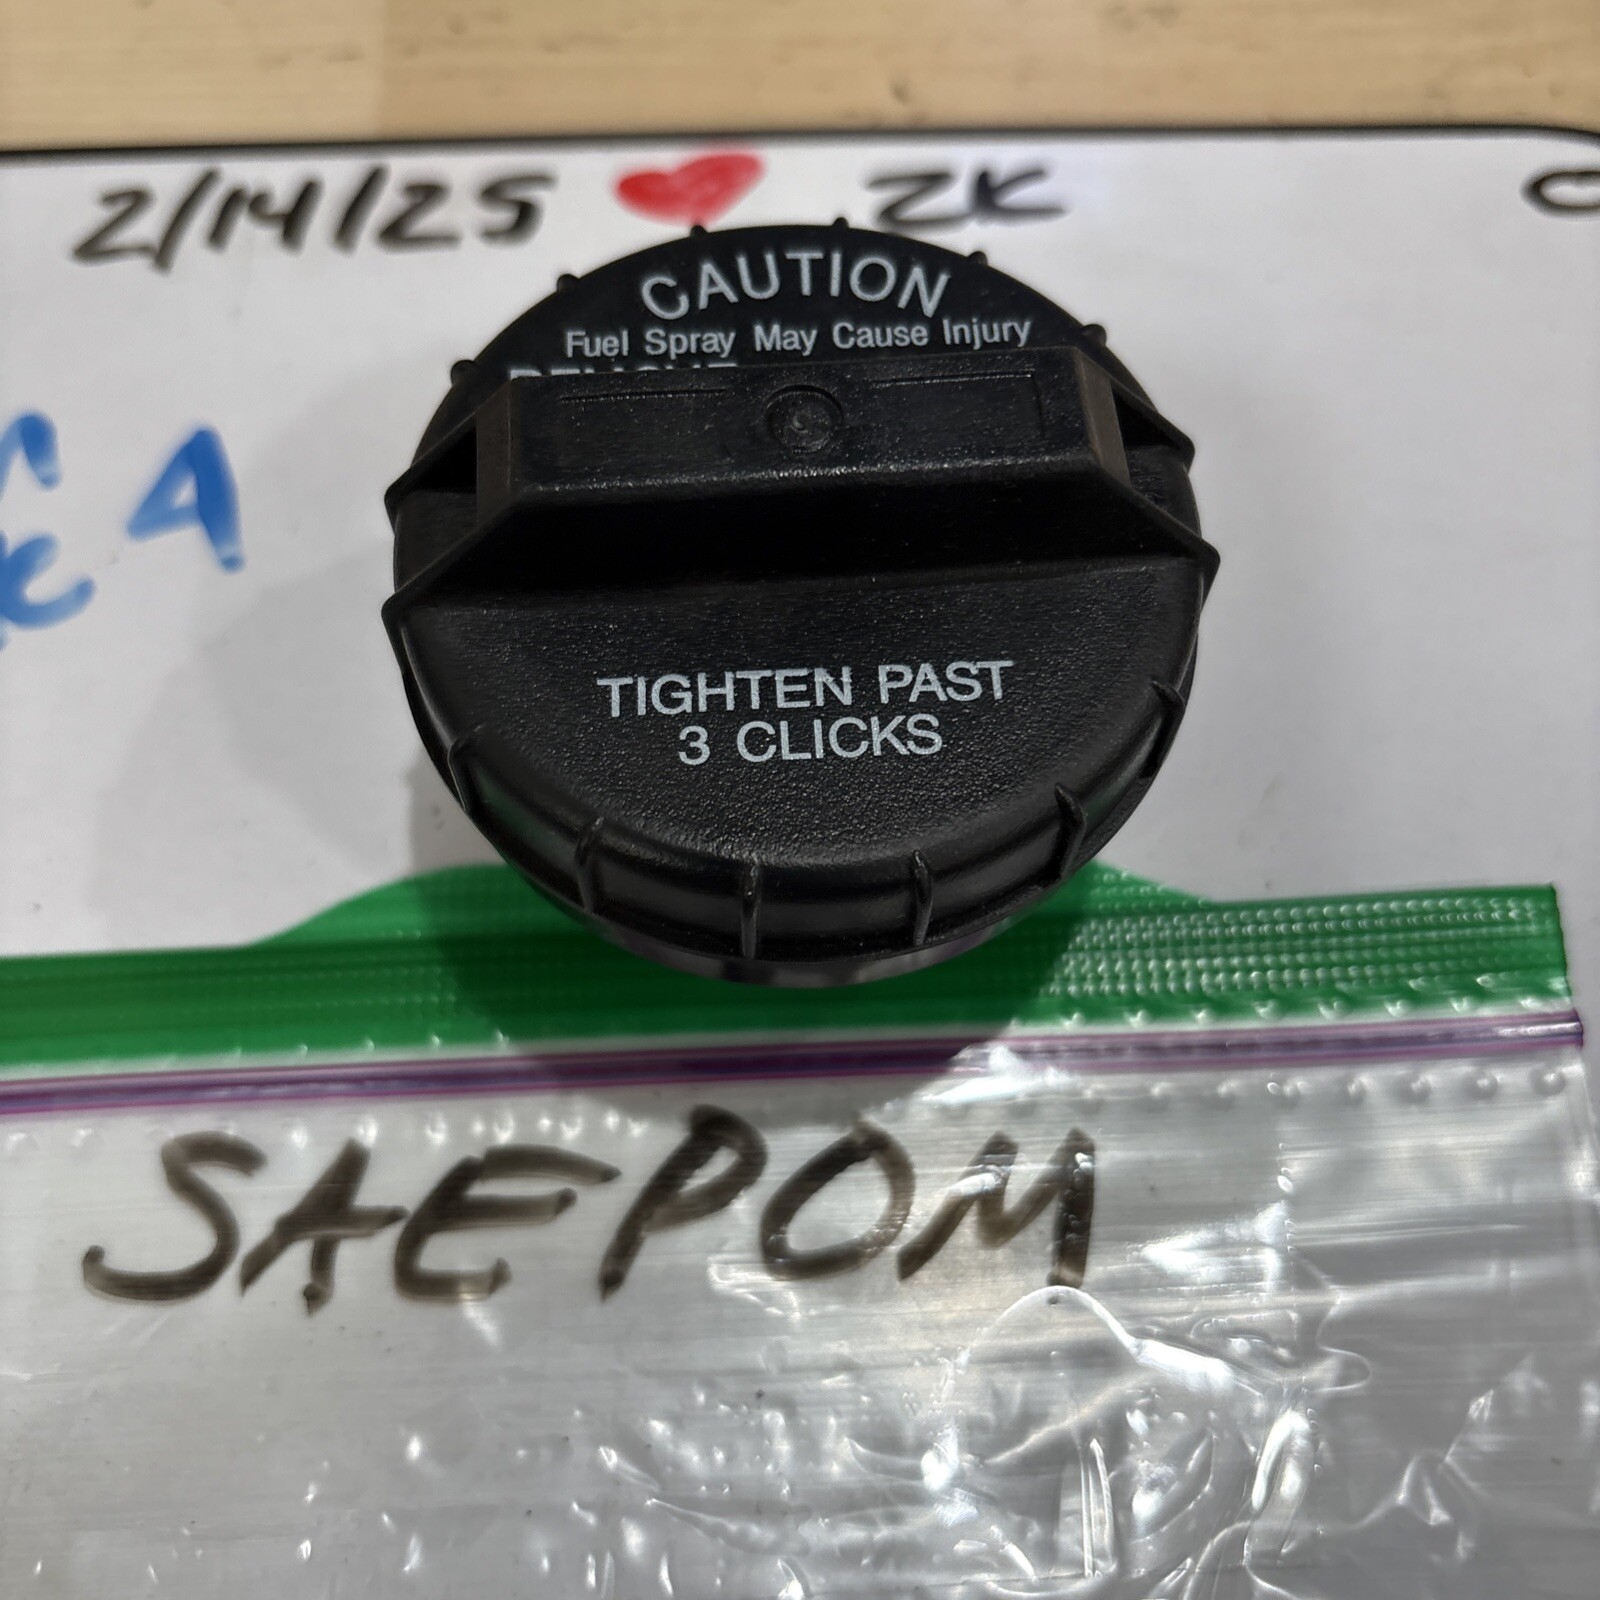 2/14/25 ❤ ZK
CAUTION
Fuel Spray May Cause Injury
A
TIGHTEN PAST
3 CLICKS
SAEPOM